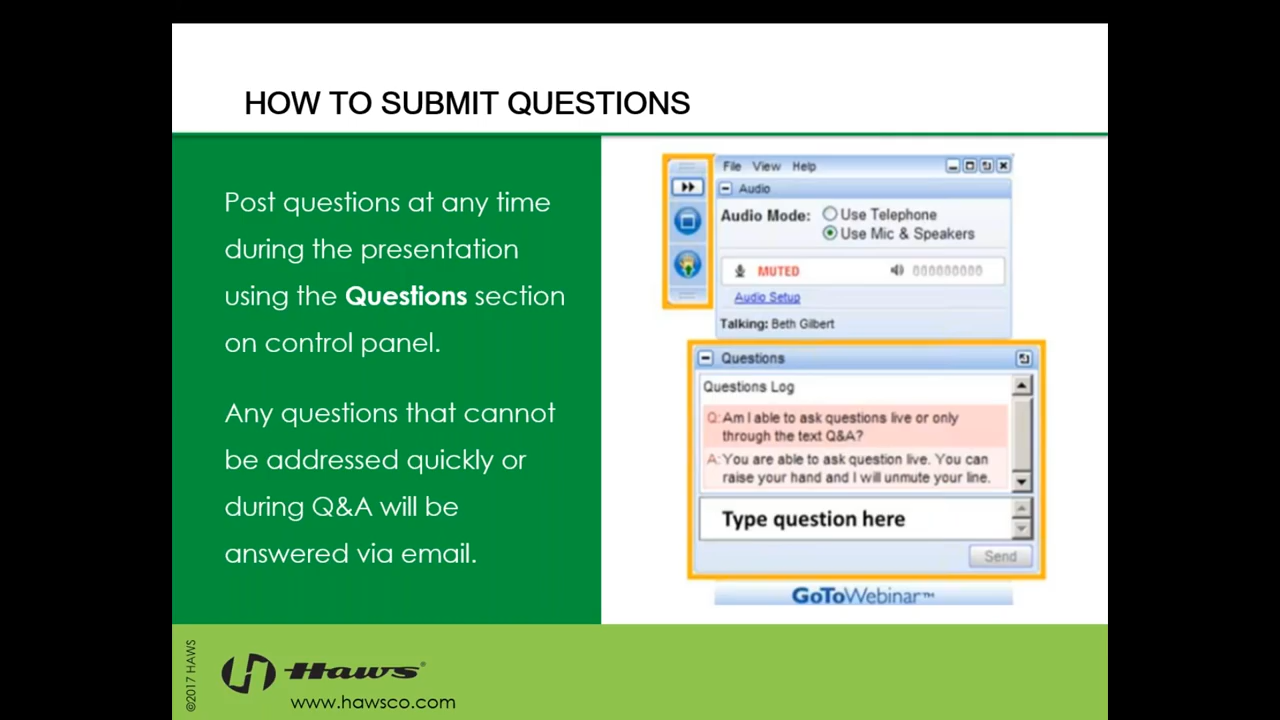 HOW TO SUBMIT QUESTIONS
Post questions at any time
during the presentation
using the Questions section
on control panel.
Any questions that cannot
be addressed quickly or
during Q&A will be
answered via email.
File View Help
Audio
Audio Mode: Use Telephone
Use Mic & Speakers
MUTED 000000000
Audio Setup
Talking: Beth Gilbert
Questions
Questions Log
Q: Am I able to ask questions live or only
through the text Q&A?
A: You are able to ask question live. You can
raise your hand and I will unmute your line.
Type question here
Send
GoToWebinar™
©2017 HAWS
Haws®
www.hawsco.com